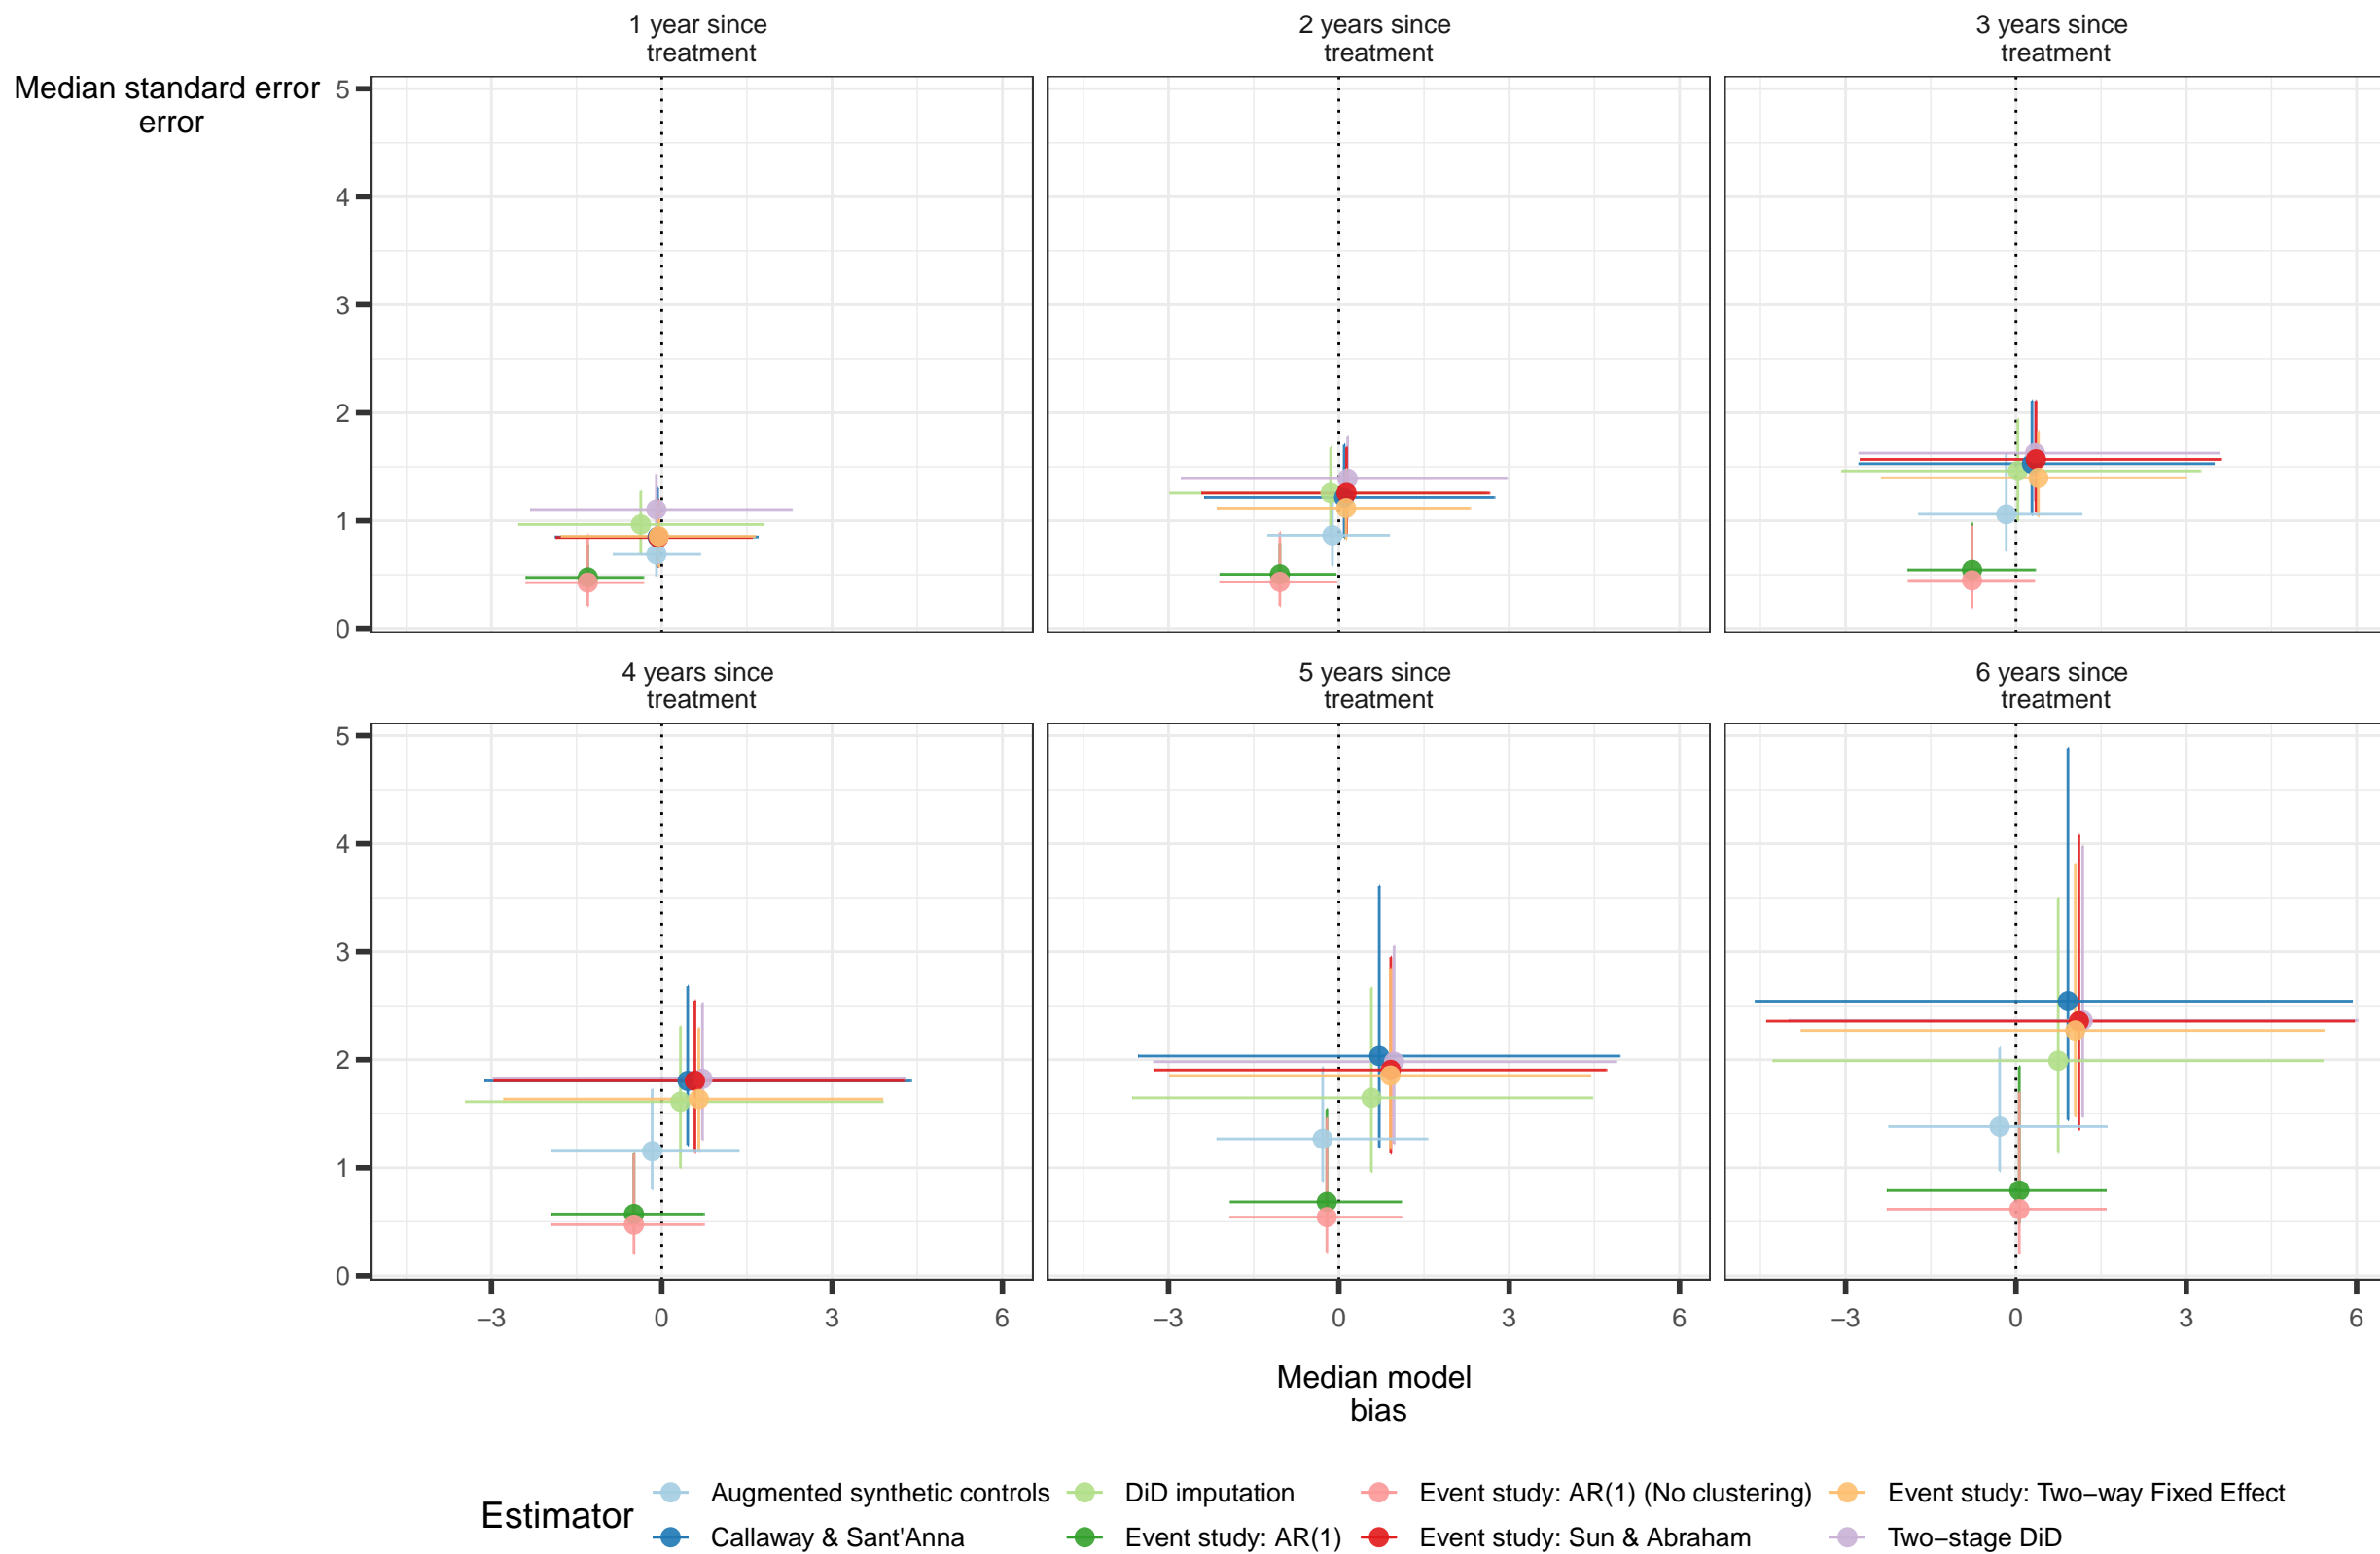 1 year since
treatment
2 years since
treatment
3 years since
treatment
Median standard error
error
5
4
3
2
1
0
4 years since
treatment
5 years since
treatment
6 years since
treatment
5
4
3
2
1
0
−3 0 3 6
−3 0 3 6
−3 0 3 6
Median model
bias
Estimator
Augmented synthetic controls
DiD imputation
Event study: AR(1) (No clustering)
Event study: Two−way Fixed Effect
Callaway & Sant'Anna
Event study: AR(1)
Event study: Sun & Abraham
Two−stage DiD